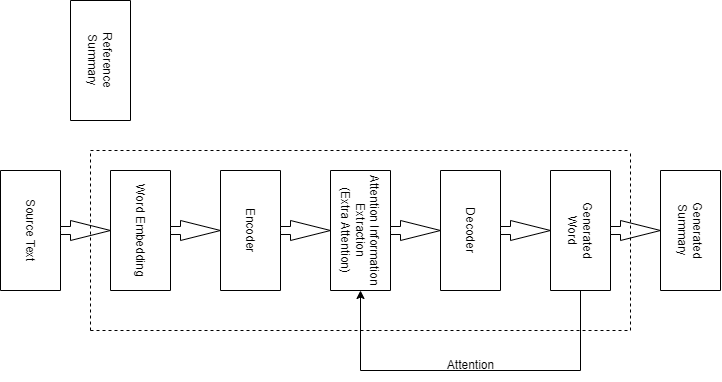 Reference
Summary
Source Text
Word Embedding
Encoder
Attention Information
Extraction
(Extra Attention)
Decoder
Generated
Word
Generated
Summary
Attention